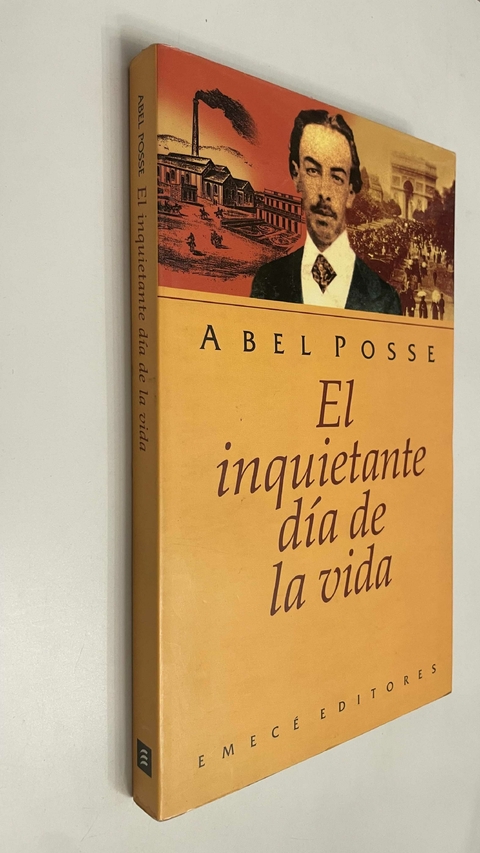 ABEL POSSE El inquietante día de la vida
ABEL POSSE
El
inquietante
día de
la vida
EMECÉ EDITORES